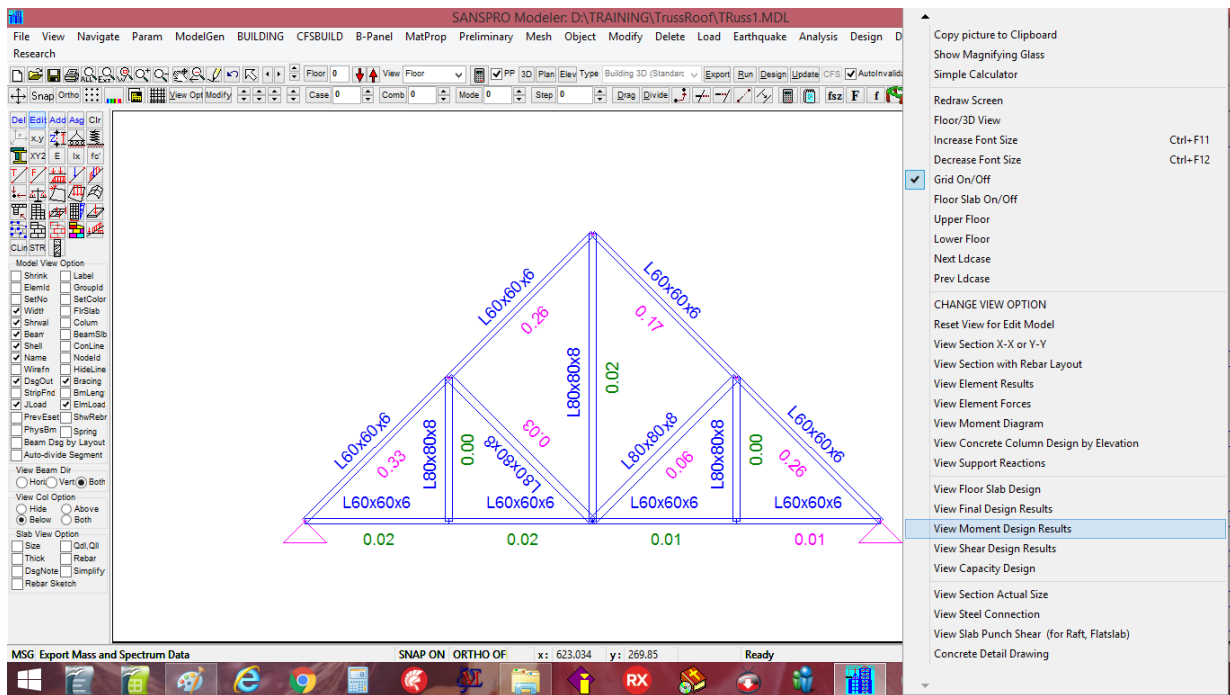 SANSPRO Modeler: D:\TRAINING\TrussRoof\TRuss1.MDL
File View Navigate Param ModelGen BUILDING CFSBUILD B-Panel MatProp Preliminary Mesh Object Modify Delete Load Earthquake Analysis Design D
Research
Floor 0 View Floor PP 3D Plan Elev Type Building 3D (Standarc Export Run Design Update CFS AutoInvalid
Snap Ortho View Opt Modify Case 0 Comb 0 Mode 0 Step 0 Drag Divide fsz F f
Del Edit Add Asg Clr
x.y
XY2 E Ix fc'
CLin STR
Model View Option
Shrink Label
ElemId GroupId
SetNo SetColor
Width FlrSlab
Shrwal Colum
Bearr BeamSlb
Shell ConLine
Name NodeId
Wirefn HideLine
DsgOut Bracing
StripFnd BmLeng
JLoad ElmLoad
PrevEset ShwRebr
PhysBm Spring
Beam Dsg by Layout
Auto-divide Segment
View Beam Dir
Hori Vert Both
View Col Option
Hide Above
Below Both
Slab View Option
Size Qdl,Qll
Thick Rebar
DsgNote Simplify
Rebar Sketch
L60x60x6
0.26
L60x60x6
0.17
L80x80x8
0.02
L60x60x6
0.33
L80x80x8
0.00
L80x80x8
0.03
L80x80x8
0.06
L80x80x8
0.00
L60x60x6
0.26
L60x60x6 L60x60x6 L60x60x6 L60x60x6
0.02 0.02 0.01 0.01
Copy picture to Clipboard
Show Magnifying Glass
Simple Calculator
Redraw Screen
Floor/3D View
Increase Font Size Ctrl+F11
Decrease Font Size Ctrl+F12
Grid On/Off
Floor Slab On/Off
Upper Floor
Lower Floor
Next Ldcase
Prev Ldcase
CHANGE VIEW OPTION
Reset View for Edit Model
View Section X-X or Y-Y
View Section with Rebar Layout
View Element Results
View Element Forces
View Moment Diagram
View Concrete Column Design by Elevation
View Support Reactions
View Floor Slab Design
View Final Design Results
View Moment Design Results
View Shear Design Results
View Capacity Design
View Section Actual Size
View Steel Connection
View Slab Punch Shear (for Raft, Flatslab)
Concrete Detail Drawing
MSG Export Mass and Spectrum Data SNAP ON ORTHO OF x: 623.034 y: 269.85 Ready
RX